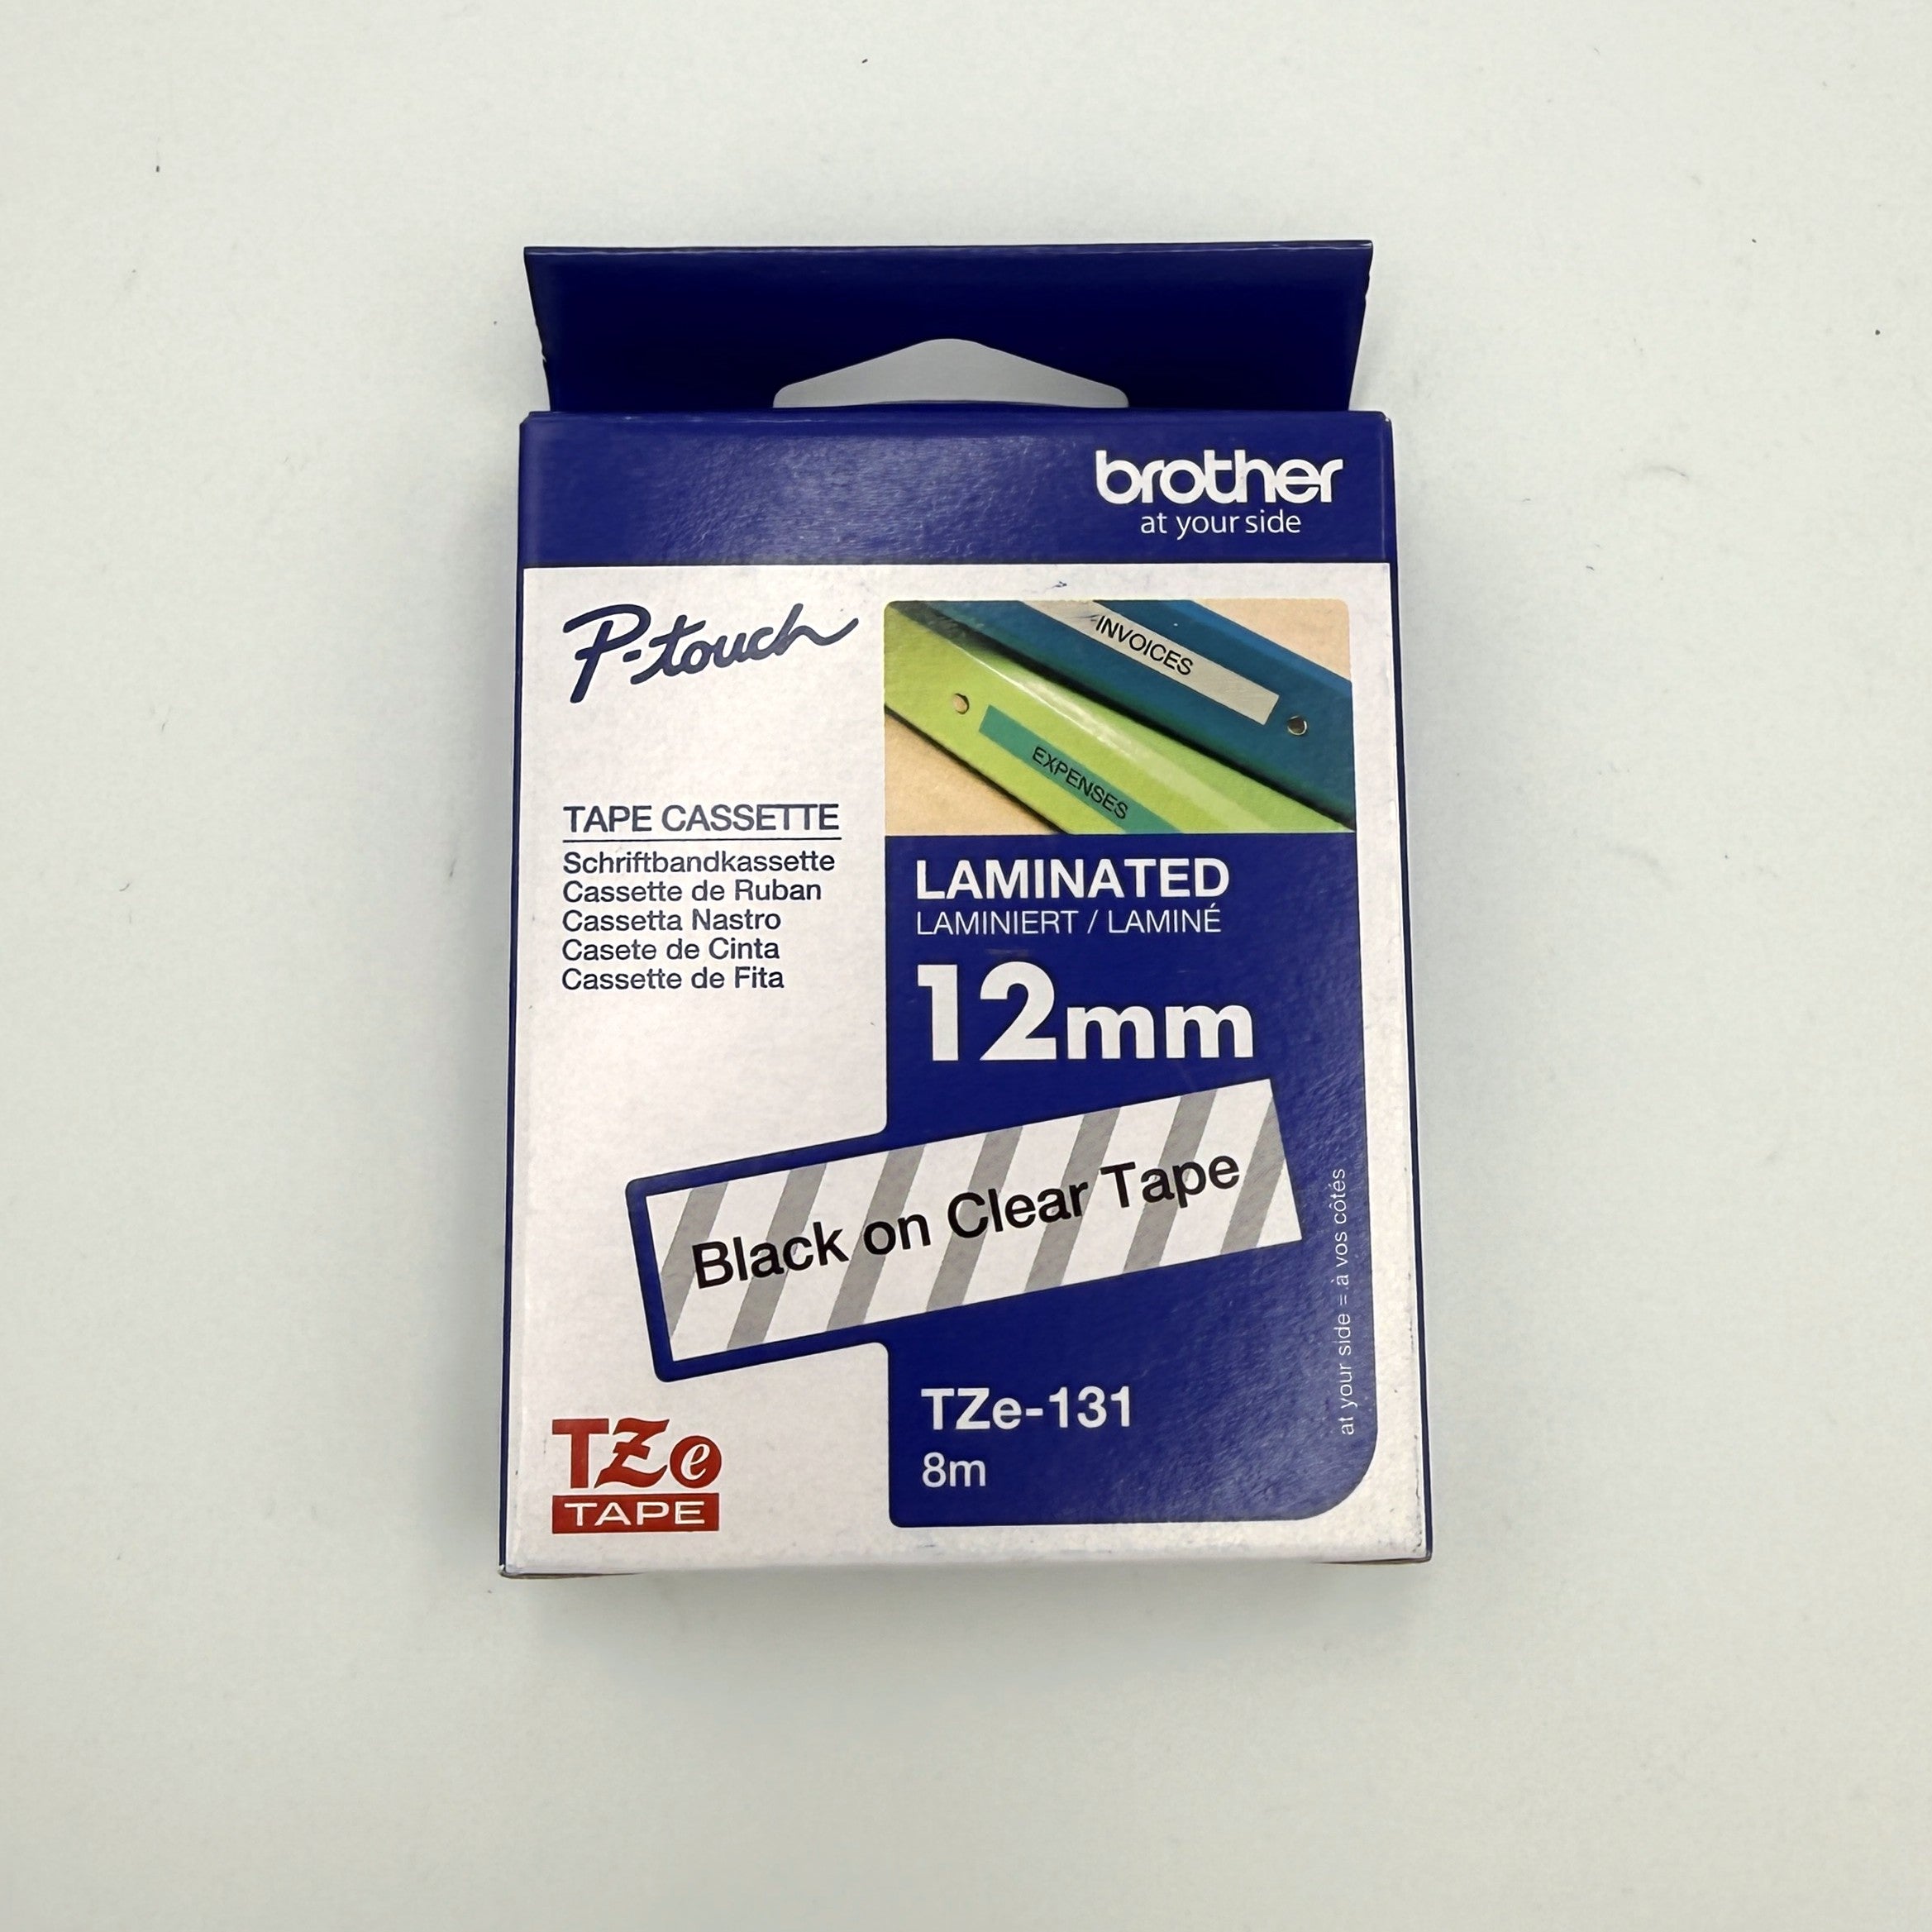 brother
at your side
P-touch
INVOICES
EXPENSES
TAPE CASSETTE
Schriftbandkassette
Cassette de Ruban
Cassetta Nastro
Casete de Cinta
Cassette de Fita
LAMINATED
LAMINIERT / LAMINÉ
12mm
Black on Clear Tape
at your side = à vos côtés
TZe-131
8m
TZe
TAPE